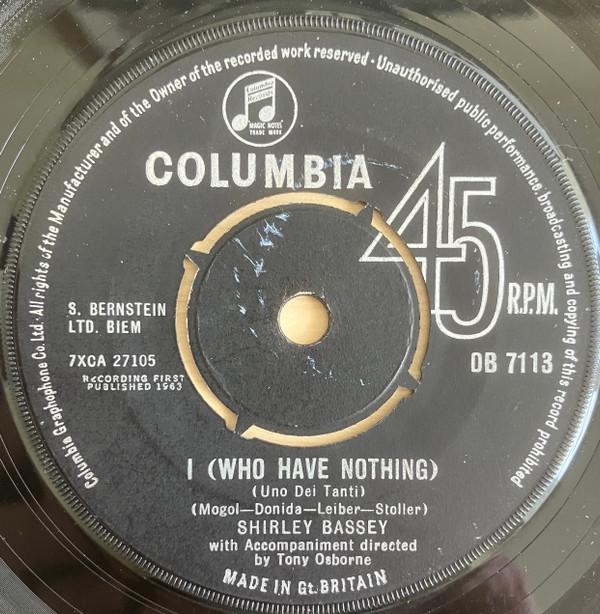 Columbia Graphophone Co. Ltd. All rights of the Manufacturer and of the Owner of the recorded work reserved · Unauthorised public performance, broadcasting and copying of this record prohibited
Columbia
Records
MAGIC NOTES
TRADE MARK
COLUMBIA
45
R.P.M.
S. BERNSTEIN
LTD. BIEM
7XCA 27105
RECORDING FIRST
PUBLISHED 1963
DB 7113
I (WHO HAVE NOTHING)
(Uno Dei Tanti)
(Mogol—Donida—Leiber—Stoller)
SHIRLEY BASSEY
with Accompaniment directed
by Tony Osborne
MADE IN Gt. BRITAIN